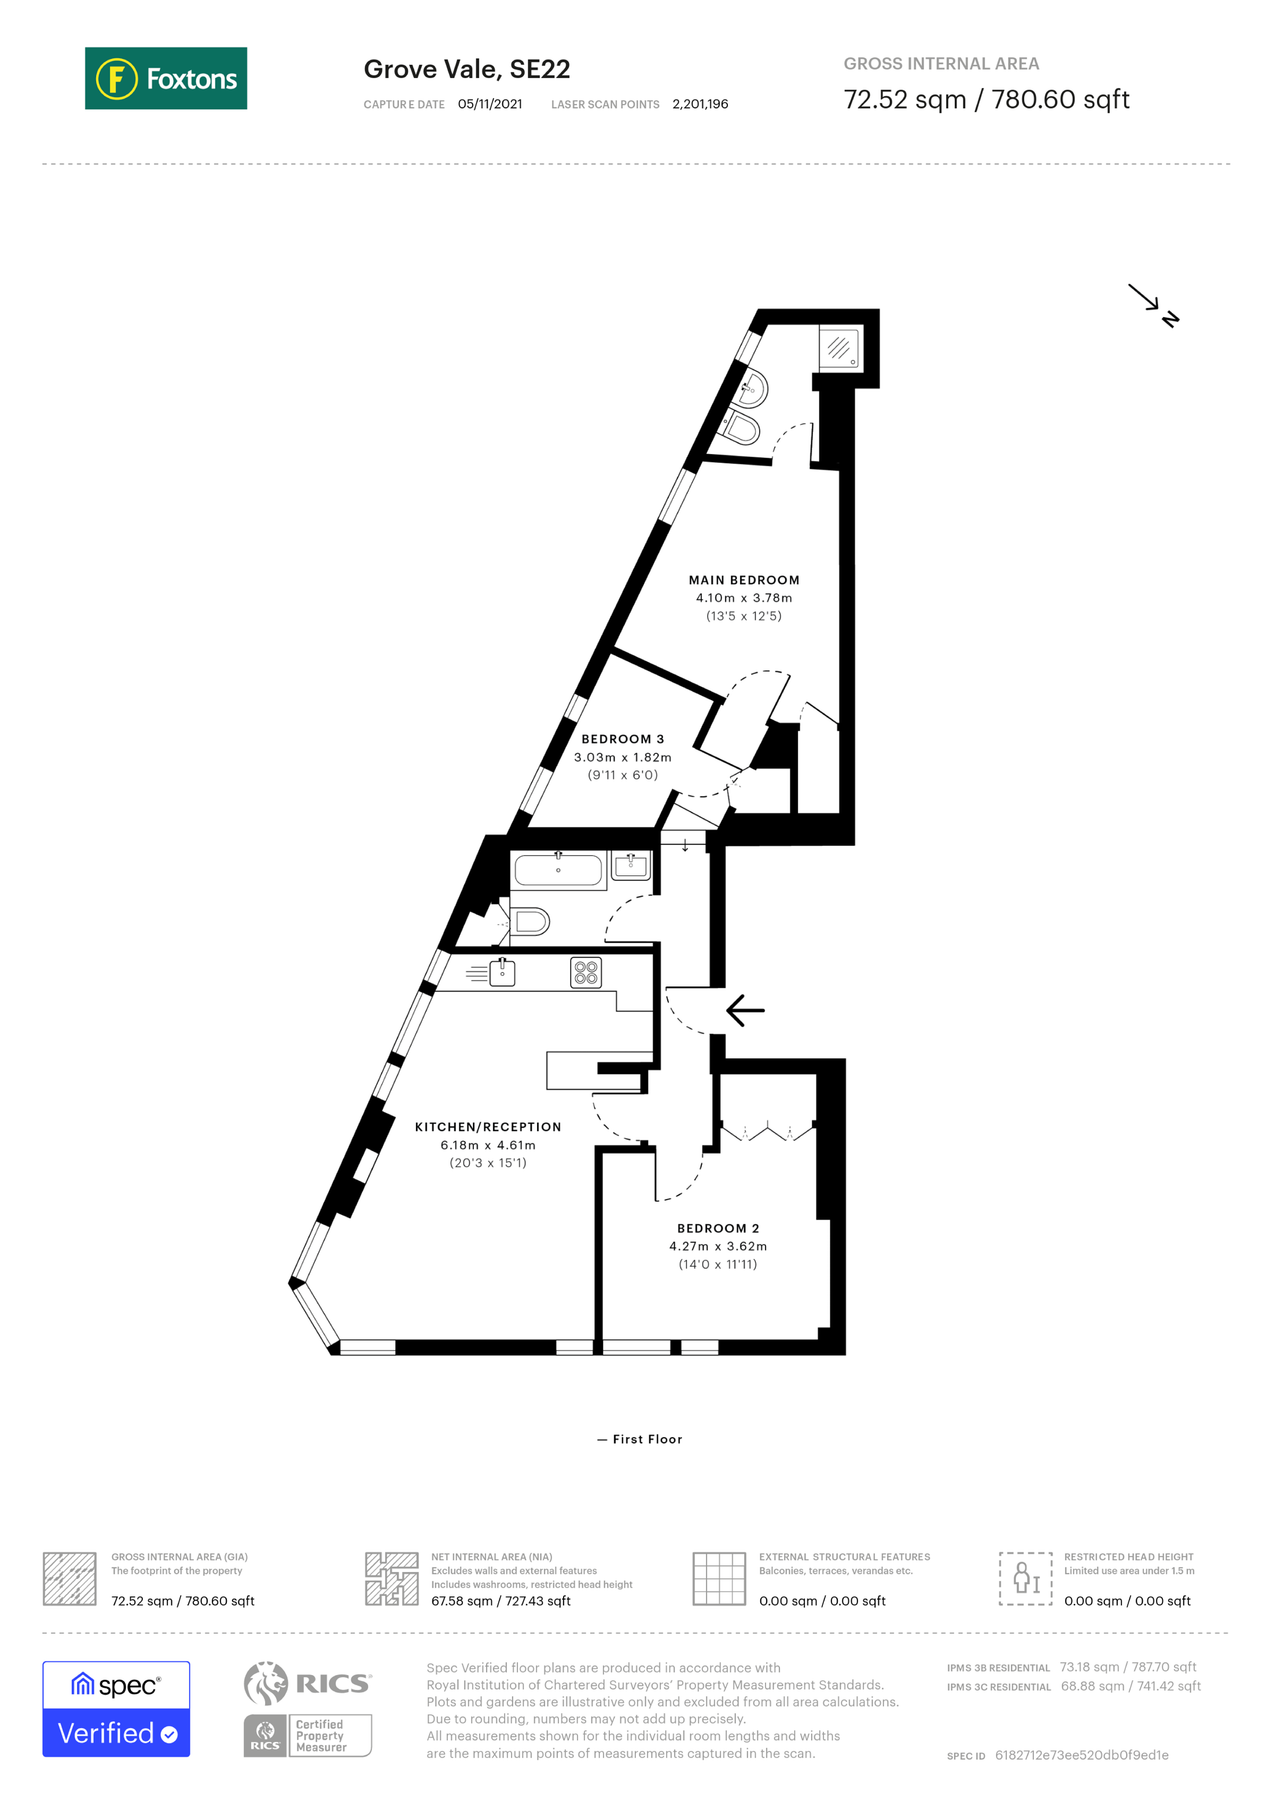 Foxtons
Grove Vale, SE22
CAPTURE DATE 05/11/2021 LASER SCAN POINTS 2,201,196
GROSS INTERNAL AREA
72.52 sqm / 780.60 sqft
N
MAIN BEDROOM
4.10m x 3.78m
(13'5 x 12'5)
BEDROOM 3
3.03m x 1.82m
(9'11 x 6'0)
KITCHEN/RECEPTION
6.18m x 4.61m
(20'3 x 15'1)
BEDROOM 2
4.27m x 3.62m
(14'0 x 11'11)
— First Floor
GROSS INTERNAL AREA (GIA)
The footprint of the property
72.52 sqm / 780.60 sqft
NET INTERNAL AREA (NIA)
Excludes walls and external features
Includes washrooms, restricted head height
67.58 sqm / 727.43 sqft
EXTERNAL STRUCTURAL FEATURES
Balconies, terraces, verandas etc.
0.00 sqm / 0.00 sqft
RESTRICTED HEAD HEIGHT
Limited use area under 1.5 m
0.00 sqm / 0.00 sqft
spec®
Verified
RICS®
RICS
Certified
Property
Measurer
Spec Verified floor plans are produced in accordance with
Royal Institution of Chartered Surveyors' Property Measurement Standards.
Plots and gardens are illustrative only and excluded from all area calculations.
Due to rounding, numbers may not add up precisely.
All measurements shown for the individual room lengths and widths
are the maximum points of measurements captured in the scan.
IPMS 3B RESIDENTIAL 73.18 sqm / 787.70 sqft
IPMS 3C RESIDENTIAL 68.88 sqm / 741.42 sqft
SPEC ID 6182712e73ee520db0f9ed1e